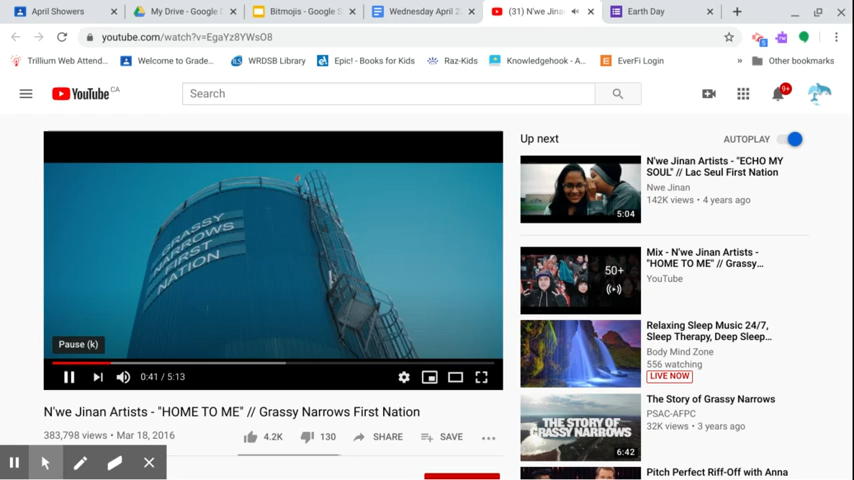 April Showers
My Drive - Google D
Bitmojis - Google S
Wednesday April 2
(31) N'we Jina
Earth Day
youtube.com/watch?v=EgaYz8YWsO8
Trillium Web Attend...
Welcome to Grade...
WRDSB Library
Epic! - Books for Kids
Raz-Kids
Knowledgehook - A...
EverFi Login
»
Other bookmarks
YouTube CA
Search
9+
GRASSY
NARROWS
FIRST
NATION
Pause (k)
0:41 / 5:13
N'we Jinan Artists - "HOME TO ME" // Grassy Narrows First Nation
383,798 views • Mar 18, 2016
4.2K
130
SHARE
SAVE
Up next
AUTOPLAY
N'we Jinan Artists - "ECHO MY
SOUL" // Lac Seul First Nation
N'we Jinan
142K views • 4 years ago
5:04
Mix - N'we Jinan Artists -
"HOME TO ME" // Grassy...
YouTube
50+
Relaxing Sleep Music 24/7,
Sleep Therapy, Deep Sleep...
Body Mind Zone
556 watching
LIVE NOW
The Story of Grassy Narrows
PSAC-AFPC
32K views • 3 years ago
THE STORY OF
GRASSY NARROWS
6:42
Pitch Perfect Riff-Off with Anna